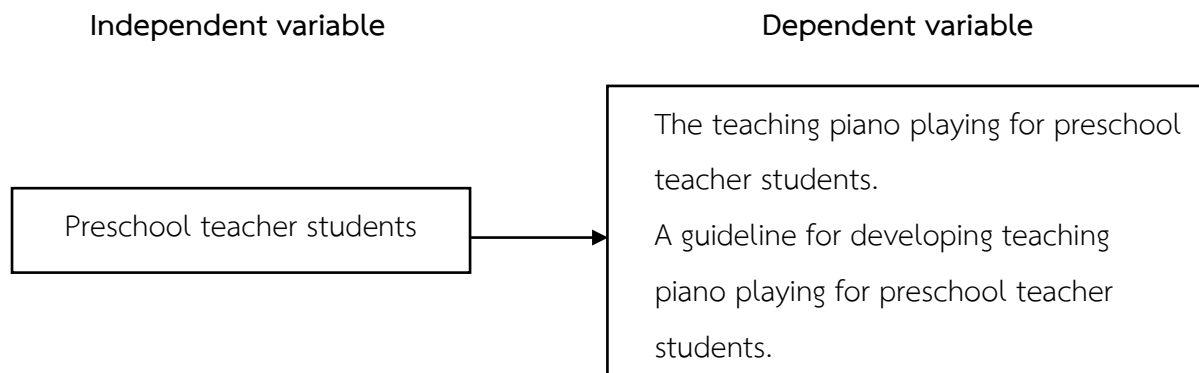 Independent variable
Dependent variable
Preschool teacher students
The teaching piano playing for preschool
teacher students.
A guideline for developing teaching
piano playing for preschool teacher
students.